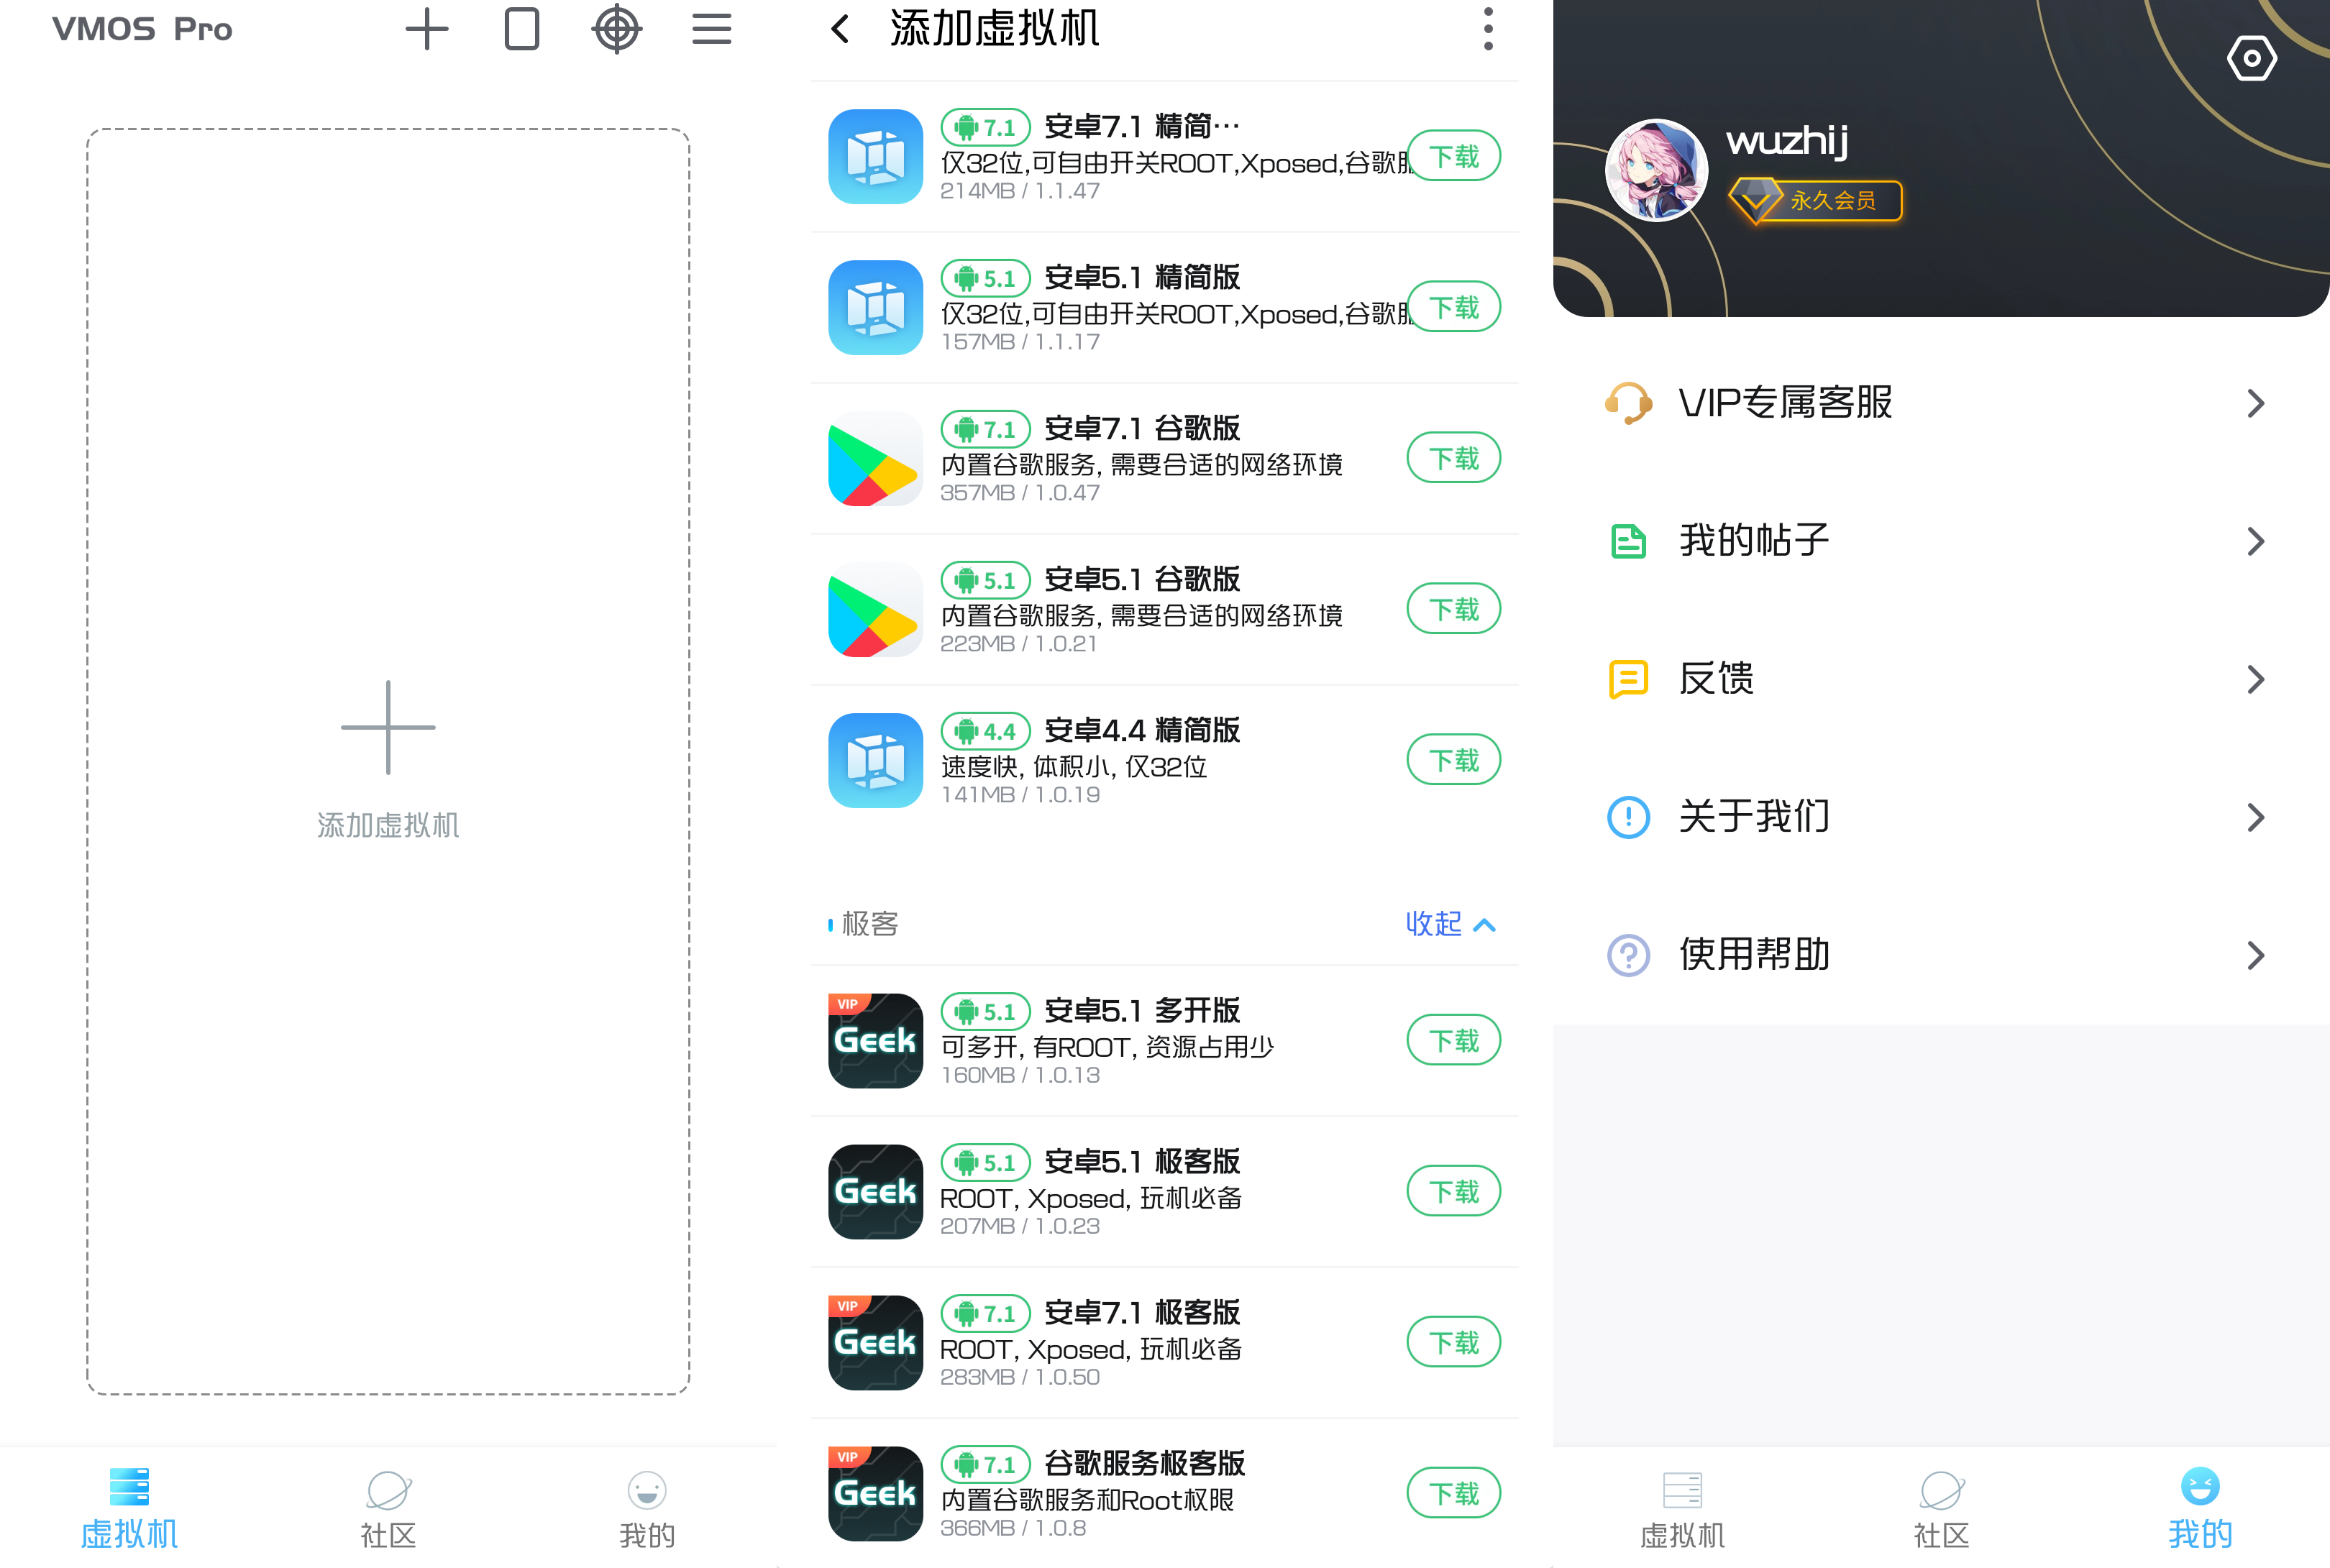 VMOS Pro
添加虚拟机
虚拟机
社区
我的
添加虚拟机
7.1 安卓7.1 精简…
仅32位,可自由开关ROOT,Xposed,谷歌
214MB / 1.1.47
下载
5.1 安卓5.1 精简版
仅32位,可自由开关ROOT,Xposed,谷歌
157MB / 1.1.17
下载
7.1 安卓7.1 谷歌版
内置谷歌服务, 需要合适的网络环境
357MB / 1.0.47
下载
5.1 安卓5.1 谷歌版
内置谷歌服务, 需要合适的网络环境
223MB / 1.0.21
下载
4.4 安卓4.4 精简版
速度快, 体积小, 仅32位
141MB / 1.0.19
下载
极客
收起
VIP
Geek
5.1 安卓5.1 多开版
可多开, 有ROOT, 资源占用少
160MB / 1.0.13
下载
Geek
5.1 安卓5.1 极客版
ROOT, Xposed, 玩机必备
207MB / 1.0.23
下载
VIP
Geek
7.1 安卓7.1 极客版
ROOT, Xposed, 玩机必备
283MB / 1.0.50
下载
VIP
Geek
7.1 谷歌服务极客版
内置谷歌服务和Root权限
366MB / 1.0.8
下载
wuzhij
永久会员
VIP专属客服
我的帖子
反馈
关于我们
使用帮助
虚拟机
社区
我的